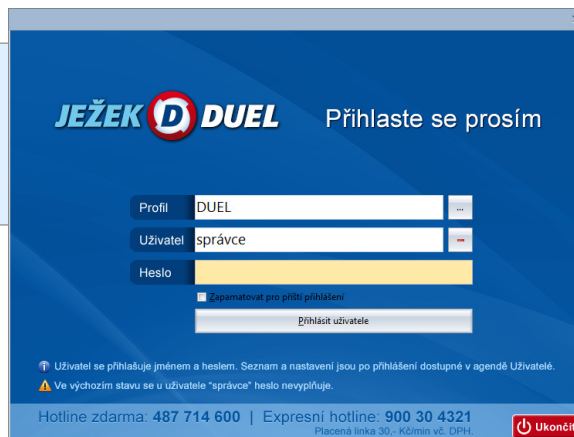 JEŽEK D DUEL
Přihlaste se prosím
Profil DUEL ...
Uživatel správce
Heslo
Zapamatovat pro příští přihlášení
Přihlásit uživatele
Uživatel se přihlašuje jménem a heslem. Seznam a nastavení jsou po přihlášení dostupné v agendě Uživatelé.
Ve výchozím stavu se u uživatele "správce" heslo nevyplňuje.
Hotline zdarma: 487 714 600 | Expresní hotline: 900 30 4321
Placená linka 30,- Kč/min vč. DPH.
Ukončit